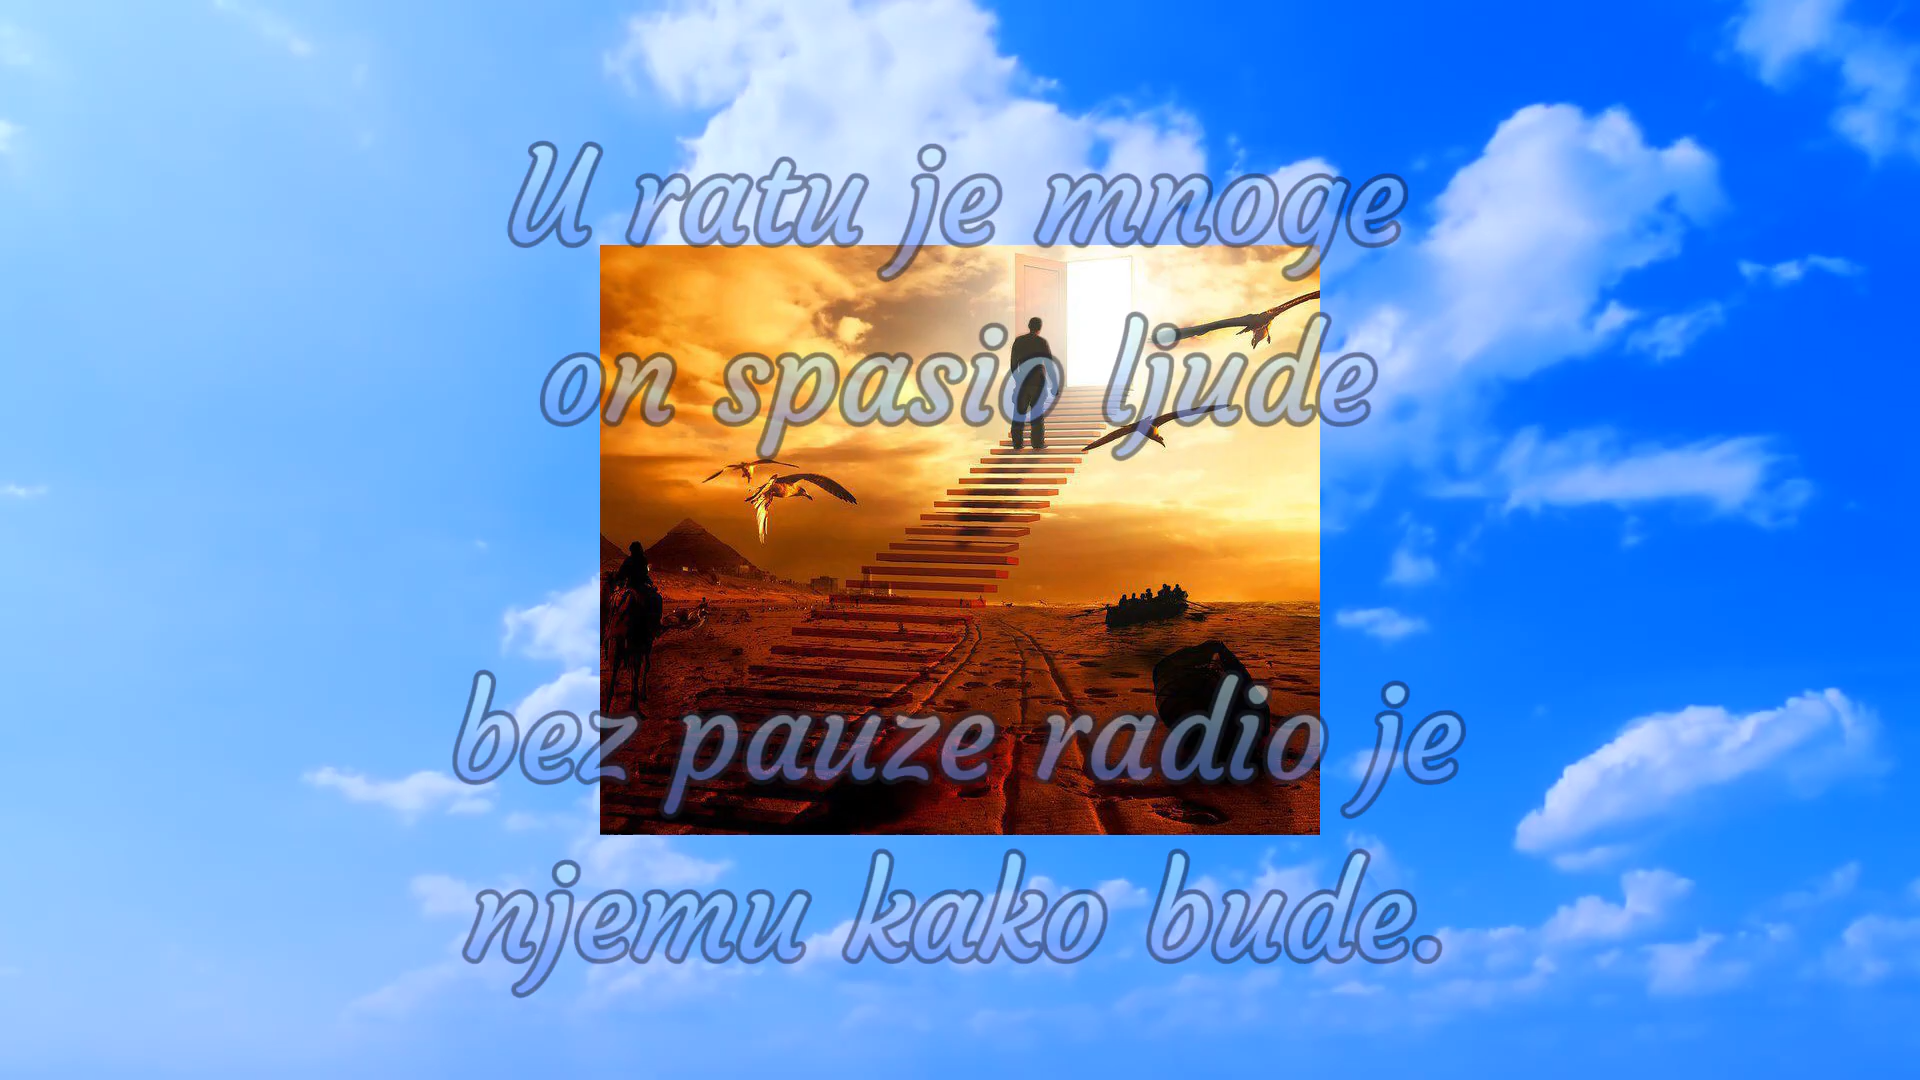 U ratu je mnoge
on spasio ljude
bez pauze radio je
njemu kako bude.